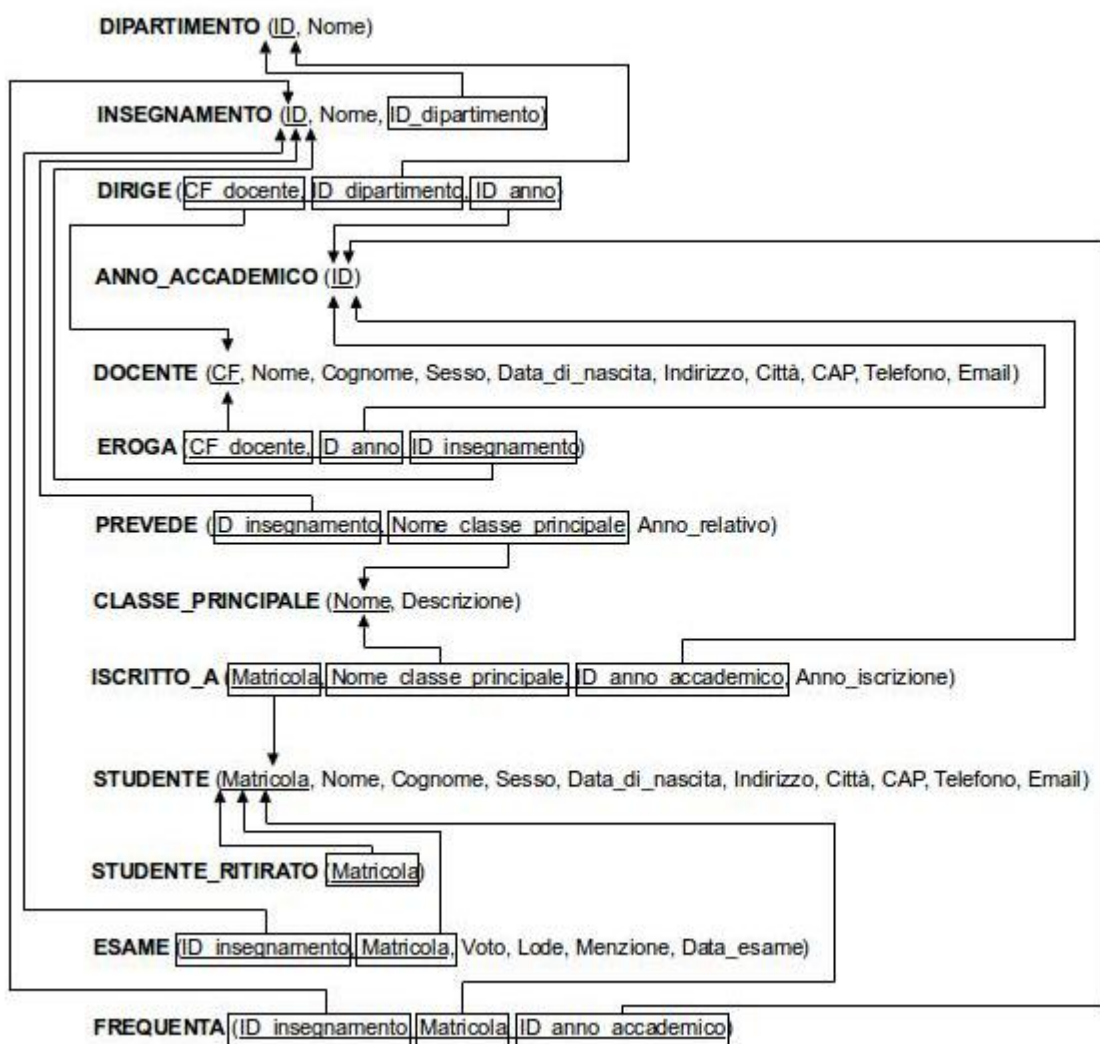 DIPARTIMENTO (ID, Nome)
INSEGNAMENTO (ID, Nome, ID_dipartimento)
DIRIGE (CF_docente, ID_dipartimento, ID_anno)
ANNO_ACCADEMICO (ID)
DOCENTE (CF, Nome, Cognome, Sesso, Data_di_nascita, Indirizzo, Città, CAP, Telefono, Email)
EROGA (CF_docente, ID_anno, ID_insegnamento)
PREVEDE (ID_insegnamento, Nome_classe_principale, Anno_relativo)
CLASSE_PRINCIPALE (Nome, Descrizione)
ISCRITTO_A (Matricola, Nome_classe_principale, ID_anno_accademico, Anno_iscrizione)
STUDENTE (Matricola, Nome, Cognome, Sesso, Data_di_nascita, Indirizzo, Città, CAP, Telefono, Email)
STUDENTE_RITIRATO (Matricola)
ESAME (ID_insegnamento, Matricola, Voto, Lode, Menzione, Data_esame)
FREQUENTA (ID_insegnamento, Matricola, ID_anno_accademico)